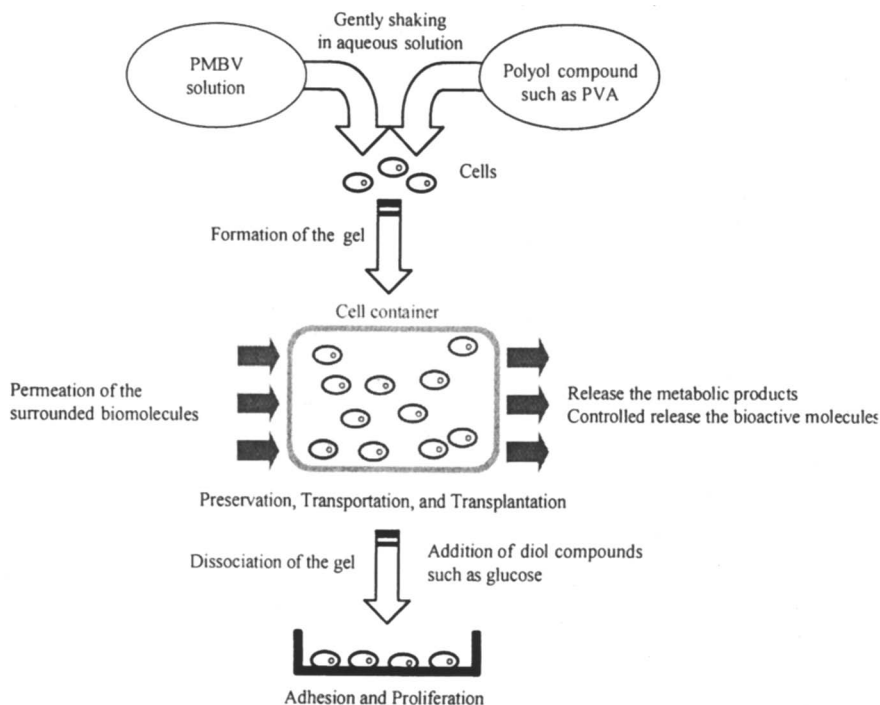 Gently shaking
in aqueous solution
PMBV
solution
Polyol compound
such as PVA
Cells
Formation of the gel
Cell container
Permeation of the
surrounded biomolecules
Release the metabolic products
Controlled release the bioactive molecules
Preservation, Transportation, and Transplantation
Dissociation of the gel
Addition of diol compounds
such as glucose
Adhesion and Proliferation